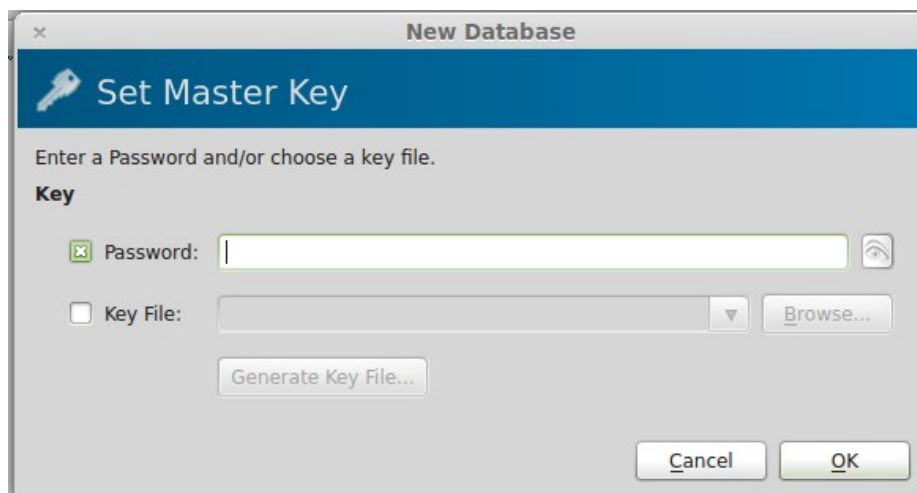 New Database
Set Master Key
Enter a Password and/or choose a key file.
Key
Password:
Key File:
Browse...
Generate Key File...
Cancel OK